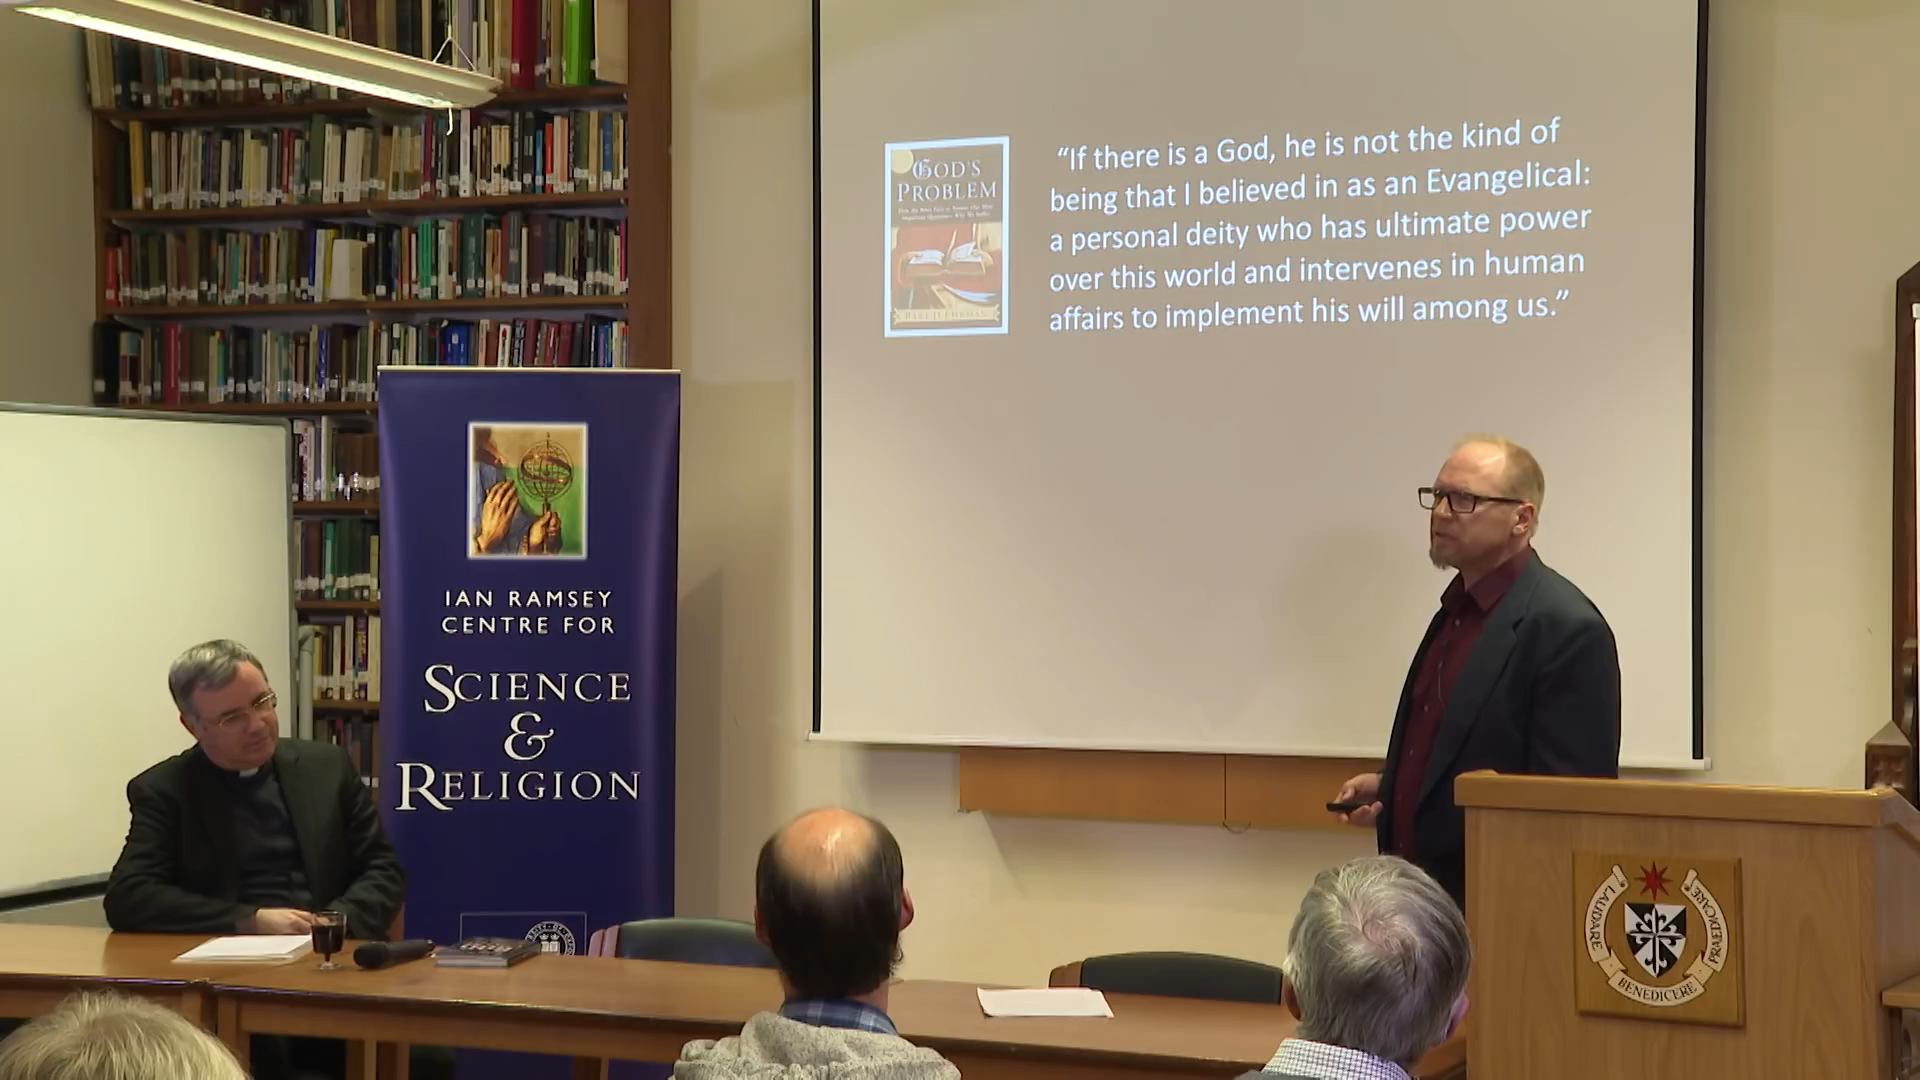 “If there is a God, he is not the kind of
being that I believed in as an Evangelical:
a personal deity who has ultimate power
over this world and intervenes in human
affairs to implement his will among us.”
GOD'S
PROBLEM
BART D. EHRMAN
IAN RAMSEY
CENTRE FOR
SCIENCE
&
RELIGION
LAUDARE
BENEDICERE
PRAEDICARE